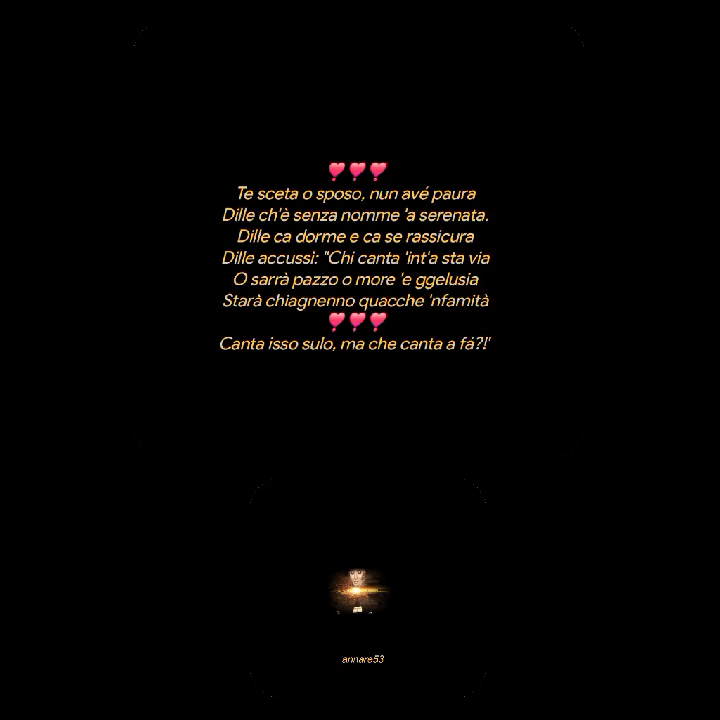 Te sceta o sposo, nun avé paura
Dille ch'è senza nomme 'a serenata.
Dille ca dorme e ca se rassicura
Dille accussì: "Chi canta 'int'a sta via
O sarrà pazzo o more 'e ggelusia
Starà chiagnenno quacche 'nfamità
Canta isso sulo, ma che canta a fá?!'
annare53